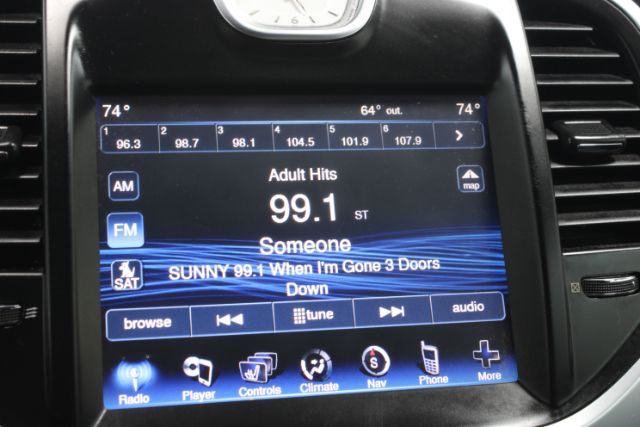 74° 64° out. 74°
1 96.3 2 98.7 3 98.1 4 104.5 5 101.9 6 107.9 >
Adult Hits
AM
map
99.1 ST
FM
Someone
SUNNY 99.1 When I'm Gone 3 Doors
Down
SAT
browse tune audio
Radio Player Controls Climate Nav Phone More
S